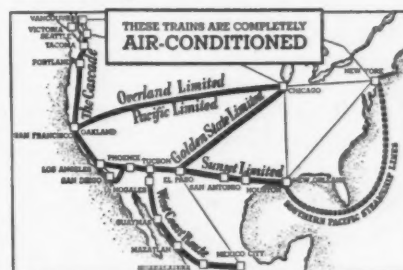 THESE TRAINS ARE COMPLETELY
AIR-CONDITIONED
VANCOUVER
VICTORIA
SEATTLE
TACOMA
PORTLAND
The Cascade
NEW YORK
CHICAGO
Overland Limited
Pacific Limited
Golden State Limited
SAN FRANCISCO
OAKLAND
LOS ANGELES
SAN DIEGO
PHOENIX
TUCSON
NOGALES
EL PASO
Sunset Limited
SAN ANTONIO
HOUSTON
NEW ORLEANS
SOUTHERN PACIFIC STEAMSHIP LINES
West Coast Route
GUAYMAS
MAZATLAN
GUADALAJARA
MEXICO CITY